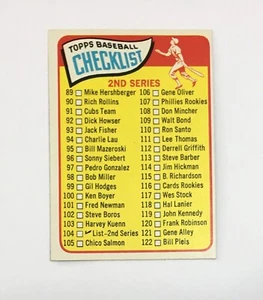 TOPPS BASEBALL
CHECKLIST
2ND SERIES
89 Mike Hershberger
90 Rich Rollins
91 Cubs Team
92 Dick Howser
93 Jack Fisher
94 Charlie Lau
95 Bill Mazeroski
96 Sonny Siebert
97 Pedro Gonzalez
98 Bob Miller
99 Gil Hodges
100 Ken Boyer
101 Fred Newman
102 Steve Boros
103 Harvey Kuenn
104 List-2nd Series
105 Chico Salmon
106 Gene Oliver
107 Phillies Rookies
108 Don Mincher
109 Bo Belinsky
110 Ron Santo
111 Lee Thomas
112 Derrell Griffith
113 Steve Barber
114 Jim Hickman
115 B. Richardson
116 Cards Rookies
117 Wes Stock
118 Hal Lanier
119 John Kennedy
120 Frank Robinson
121 Gene Alley
122 Bill Pleis